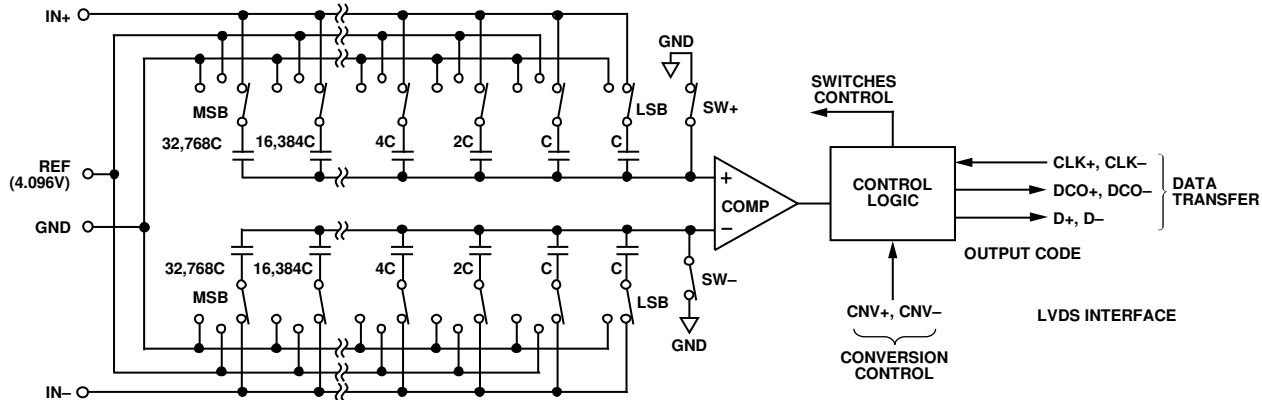 IN+
GND
SWITCHES
CONTROL
MSB
LSB
SW+
32,768C
16,384C
4C
2C
C
C
REF
(4.096V)
GND
+
COMP
–
CONTROL
LOGIC
CLK+, CLK–
DCO+, DCO–
D+, D–
DATA
TRANSFER
OUTPUT CODE
32,768C
16,384C
4C
2C
C
C
MSB
LSB
SW–
GND
CNV+, CNV–
CONVERSION
CONTROL
LVDS INTERFACE
IN–